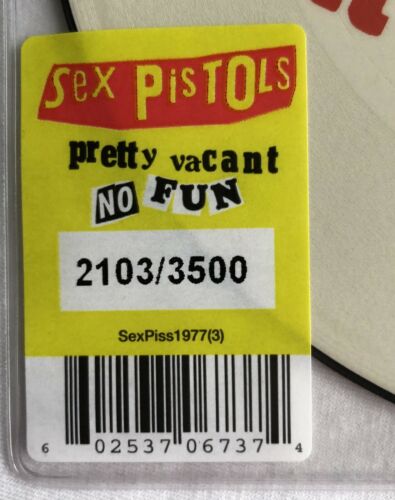 SEX PISTOLS
pretty vacant
NO FUN
2103/3500
SexPiss1977(3)
6 02537 06737 4